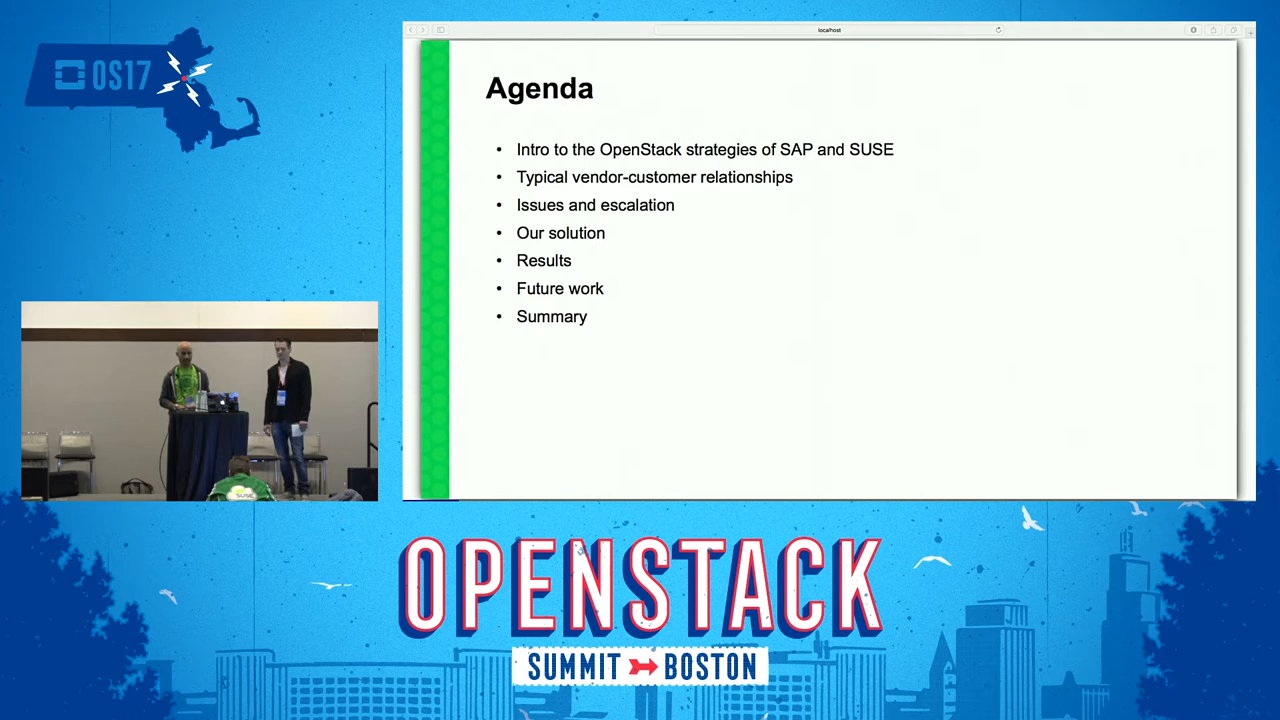 OS17
localhost
Agenda
• Intro to the OpenStack strategies of SAP and SUSE
• Typical vendor-customer relationships
• Issues and escalation
• Our solution
• Results
• Future work
• Summary
SUSE
OPENSTACK
SUMMIT BOSTON